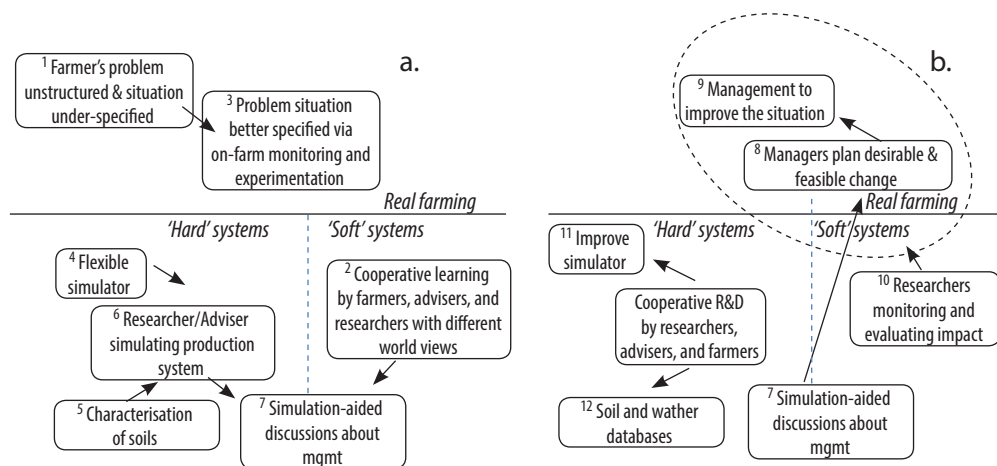 a.
1 Farmer's problem
unstructured & situation
under-specified
3 Problem situation
better specified via
on-farm monitoring and
experimentation
Real farming
'Hard' systems
'Soft' systems
4 Flexible
simulator
2 Cooperative learning
by farmers, advisers, and
researchers with different
world views
6 Researcher/Adviser
simulating production
system
5 Characterisation
of soils
7 Simulation-aided
discussions about
mgmt
b.
9 Management to
improve the situation
8 Managers plan desirable &
feasible change
Real farming
'Hard' systems
'Soft' systems
11 Improve
simulator
10 Researchers
monitoring and
evaluating impact
Cooperative R&D
by researchers,
advisers, and farmers
12 Soil and wather
databases
7 Simulation-aided
discussions about
mgmt